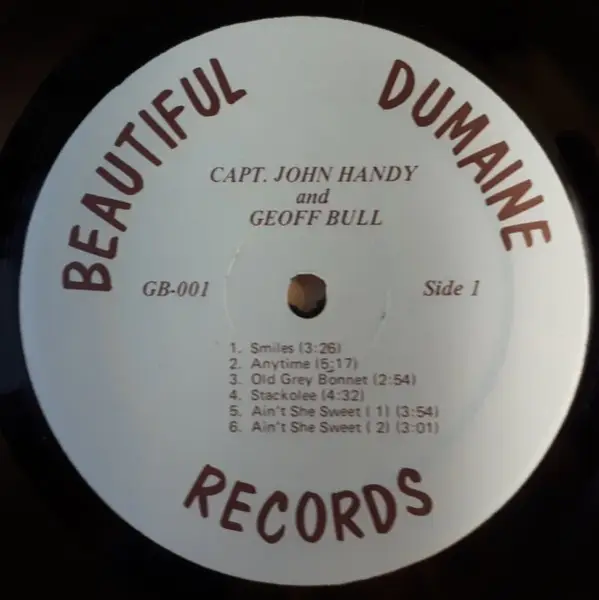 BEAUTIFUL DUMAINE
CAPT. JOHN HANDY
and
GEOFF BULL
GB-001 Side 1
1. Smiles (3:26)
2. Anytime (5:17)
3. Old Grey Bonnet (2:54)
4. Stackolee (4:32)
5. Ain't She Sweet ( 1) (3:54)
6. Ain't She Sweet ( 2) (3:01)
RECORDS